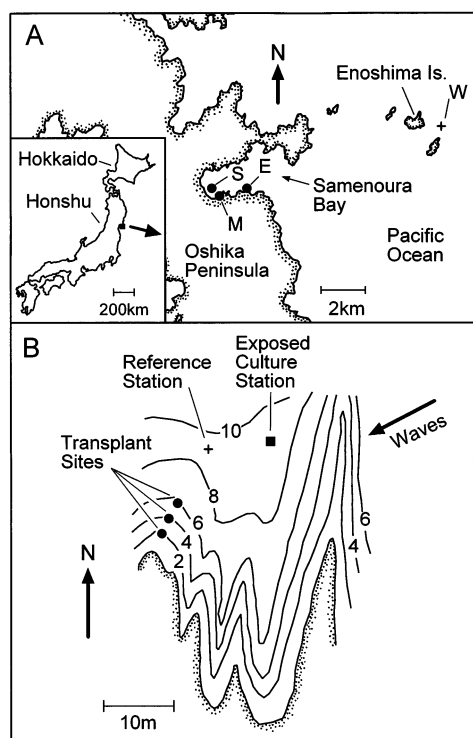 A
N
Enoshima Is.
W
Hokkaido
S
E
Honshu
Samenoura
Bay
M
Pacific
Ocean
Oshika
Peninsula
200km
2km
B
Reference
Station
Exposed
Culture
Station
10
Waves
Transplant
Sites
8
6
6
4
4
2
N
10m